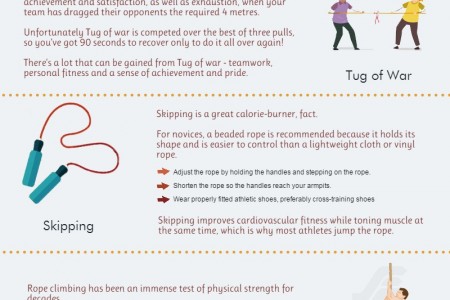 achievement and satisfaction, as well as exhaustion, when your
team has dragged their opponents the required 4 metres.
Unfortunately Tug of war is competed over the best of three pulls,
so you've got 90 seconds to recover only to do it all over again!
There's a lot that can be gained from Tug of war - teamwork,
personal fitness and a sense of achievement and pride.
Tug of War
Skipping is a great calorie-burner, fact.
For novices, a beaded rope is recommended because it holds its
shape and is easier to control than a lightweight cloth or vinyl
rope.
Adjust the rope by holding the handles and stepping on the rope.
Shorten the rope so the handles reach your armpits.
Wear properly fitted athletic shoes, preferably cross-training shoes
Skipping
Skipping improves cardiovascular fitness while toning muscle at
the same time, which is why most athletes jump the rope.
Rope climbing has been an immense test of physical strength for
decades